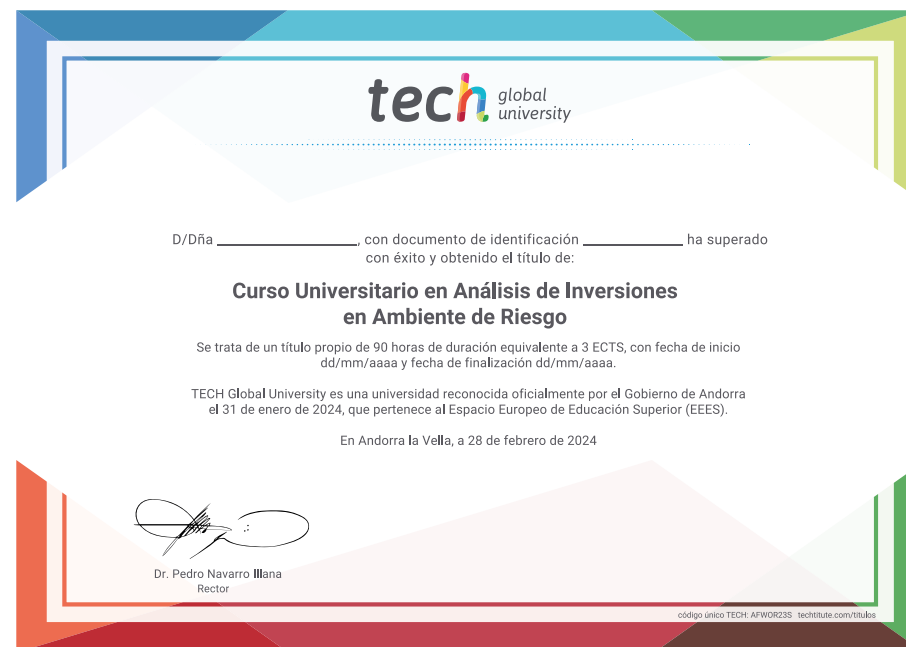 tech global university
D/Dña ____________________, con documento de identificación ______________ ha superado
con éxito y obtenido el título de:
Curso Universitario en Análisis de Inversiones
en Ambiente de Riesgo
Se trata de un título propio de 90 horas de duración equivalente a 3 ECTS, con fecha de inicio
dd/mm/aaaa y fecha de finalización dd/mm/aaaa.
TECH Global University es una universidad reconocida oficialmente por el Gobierno de Andorra
el 31 de enero de 2024, que pertenece al Espacio Europeo de Educación Superior (EEES).
En Andorra la Vella, a 28 de febrero de 2024
Dr. Pedro Navarro Illana
Rector
código único TECH: AFWOR23S techtitute.com/titulos